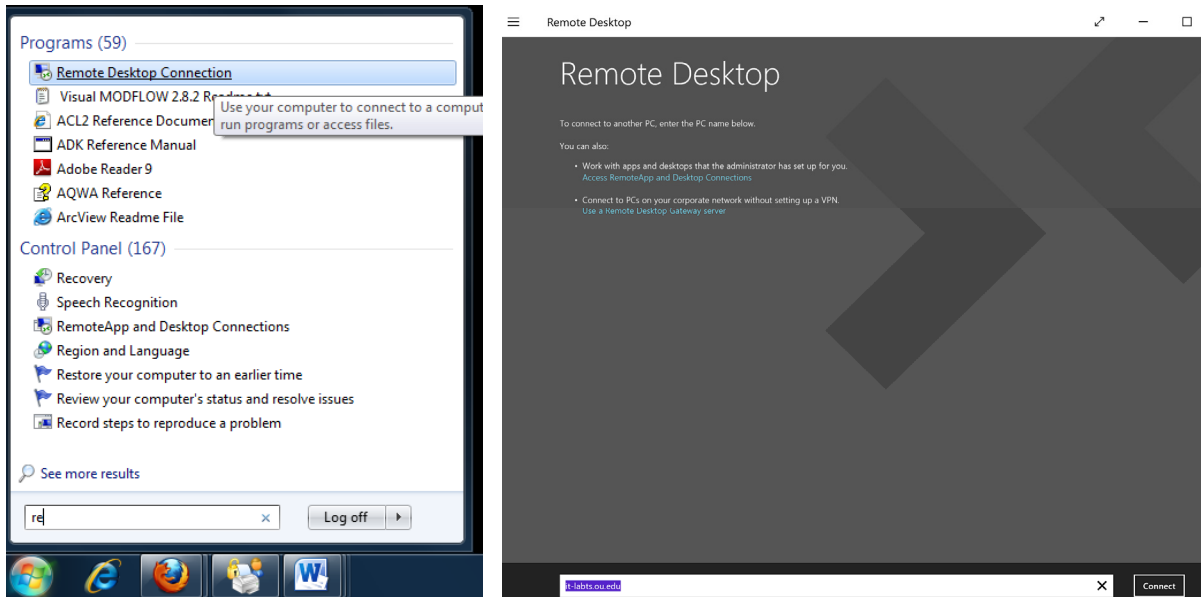 Programs (59)
Remote Desktop Connection
Visual MODFLOW 2.8.2 Readme.txt
Use your computer to connect to a comput
run programs or access files.
ACL2 Reference Documen
ADK Reference Manual
Adobe Reader 9
AQWA Reference
ArcView Readme File
Control Panel (167)
Recovery
Speech Recognition
RemoteApp and Desktop Connections
Region and Language
Restore your computer to an earlier time
Review your computer's status and resolve issues
Record steps to reproduce a problem
See more results
re
Log off
Remote Desktop
Remote Desktop
To connect to another PC, enter the PC name below.
You can also:
• Work with apps and desktops that the administrator has set up for you.
Access RemoteApp and Desktop Connections
• Connect to PCs on your corporate network without setting up a VPN.
Use a Remote Desktop Gateway server
it-labts.ou.edu
Connect